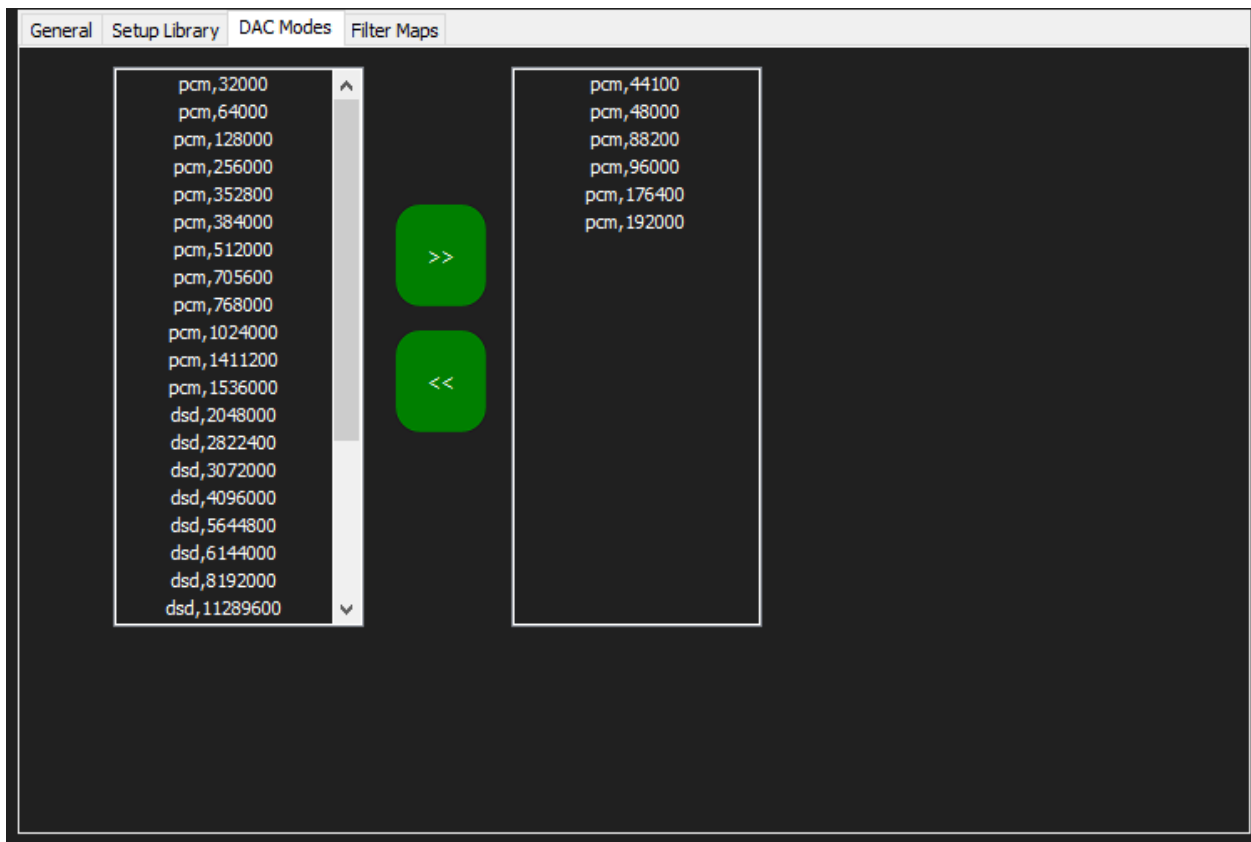 General Setup Library DAC Modes Filter Maps
pcm,32000
pcm,64000
pcm,128000
pcm,256000
pcm,352800
pcm,384000
pcm,512000
pcm,705600
pcm,768000
pcm,1024000
pcm,1411200
pcm,1536000
dsd,2048000
dsd,2822400
dsd,3072000
dsd,4096000
dsd,5644800
dsd,6144000
dsd,8192000
dsd,11289600
>>
<<
pcm,44100
pcm,48000
pcm,88200
pcm,96000
pcm,176400
pcm,192000